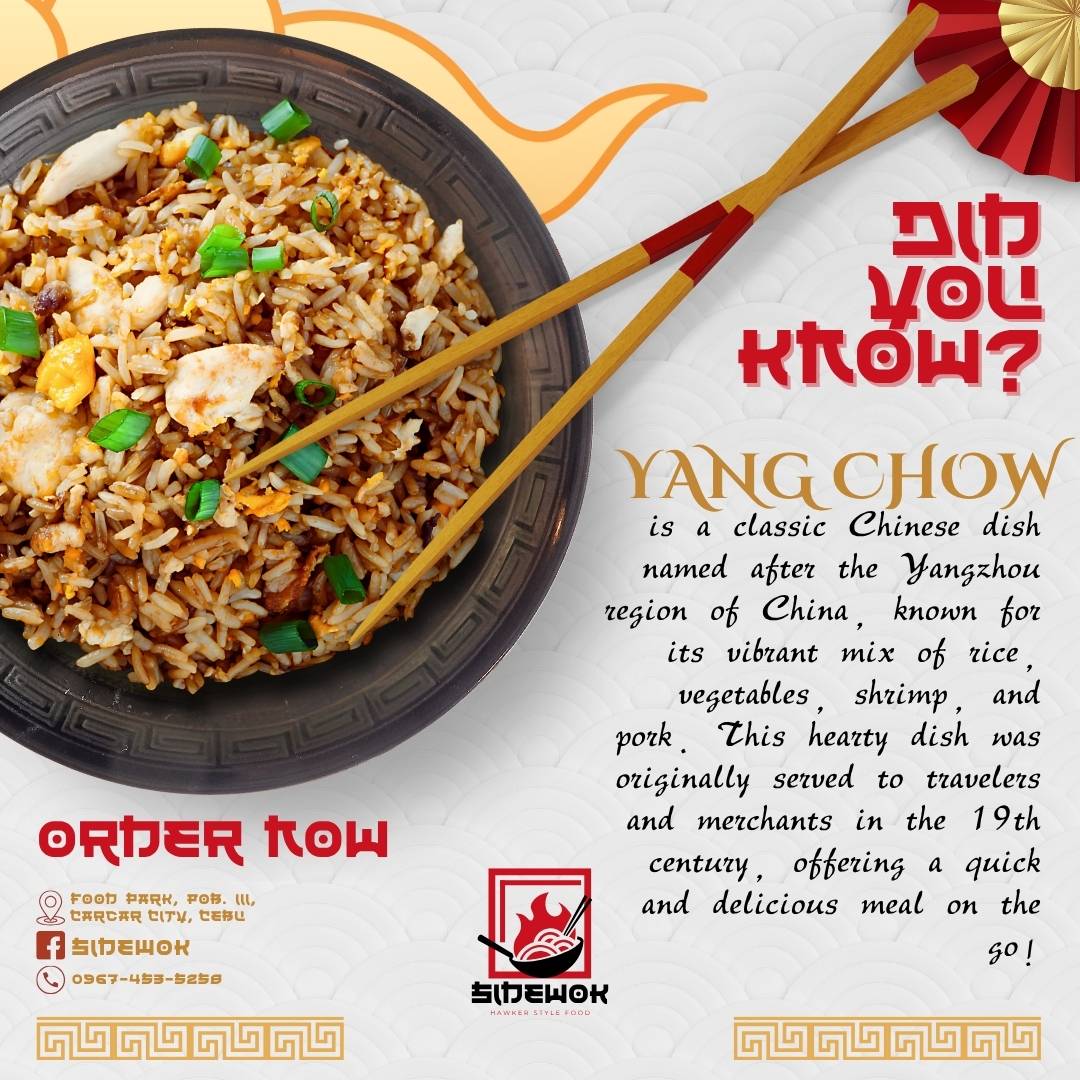 DID
YOU
KNOW?
YANG CHOW
is a classic Chinese dish
named after the Yangzhou
region of China, known for
its vibrant mix of rice,
vegetables, shrimp, and
pork. This hearty dish was
originally served to travelers
and merchants in the 19th
century, offering a quick
and delicious meal on the
go!
ORDER NOW
FOOD PARK, POB. III,
CARCAR CITY, CEBU
SIDEWOK
0967-453-5258
SIDEWOK
HAWKER STYLE FOOD